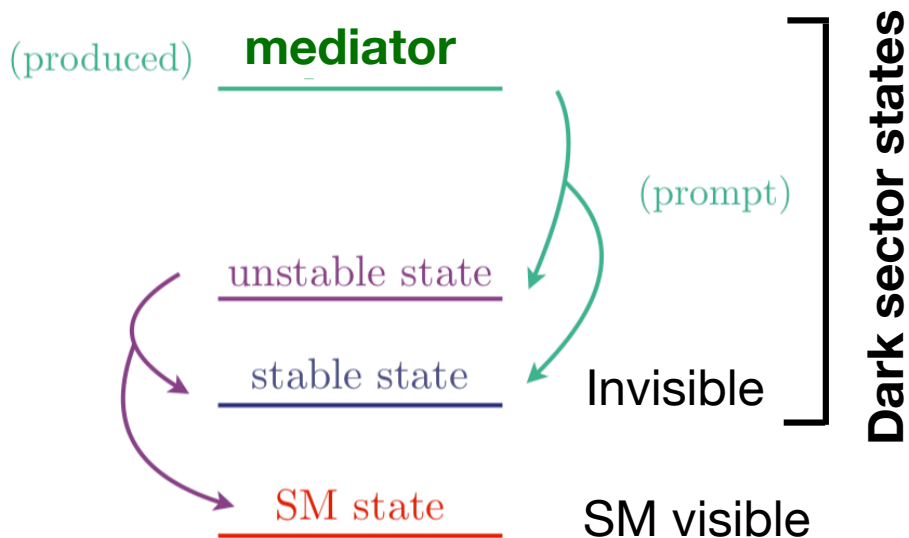 (produced)
mediator
(prompt)
unstable state
stable state
Invisible
SM state
SM visible
Dark sector states